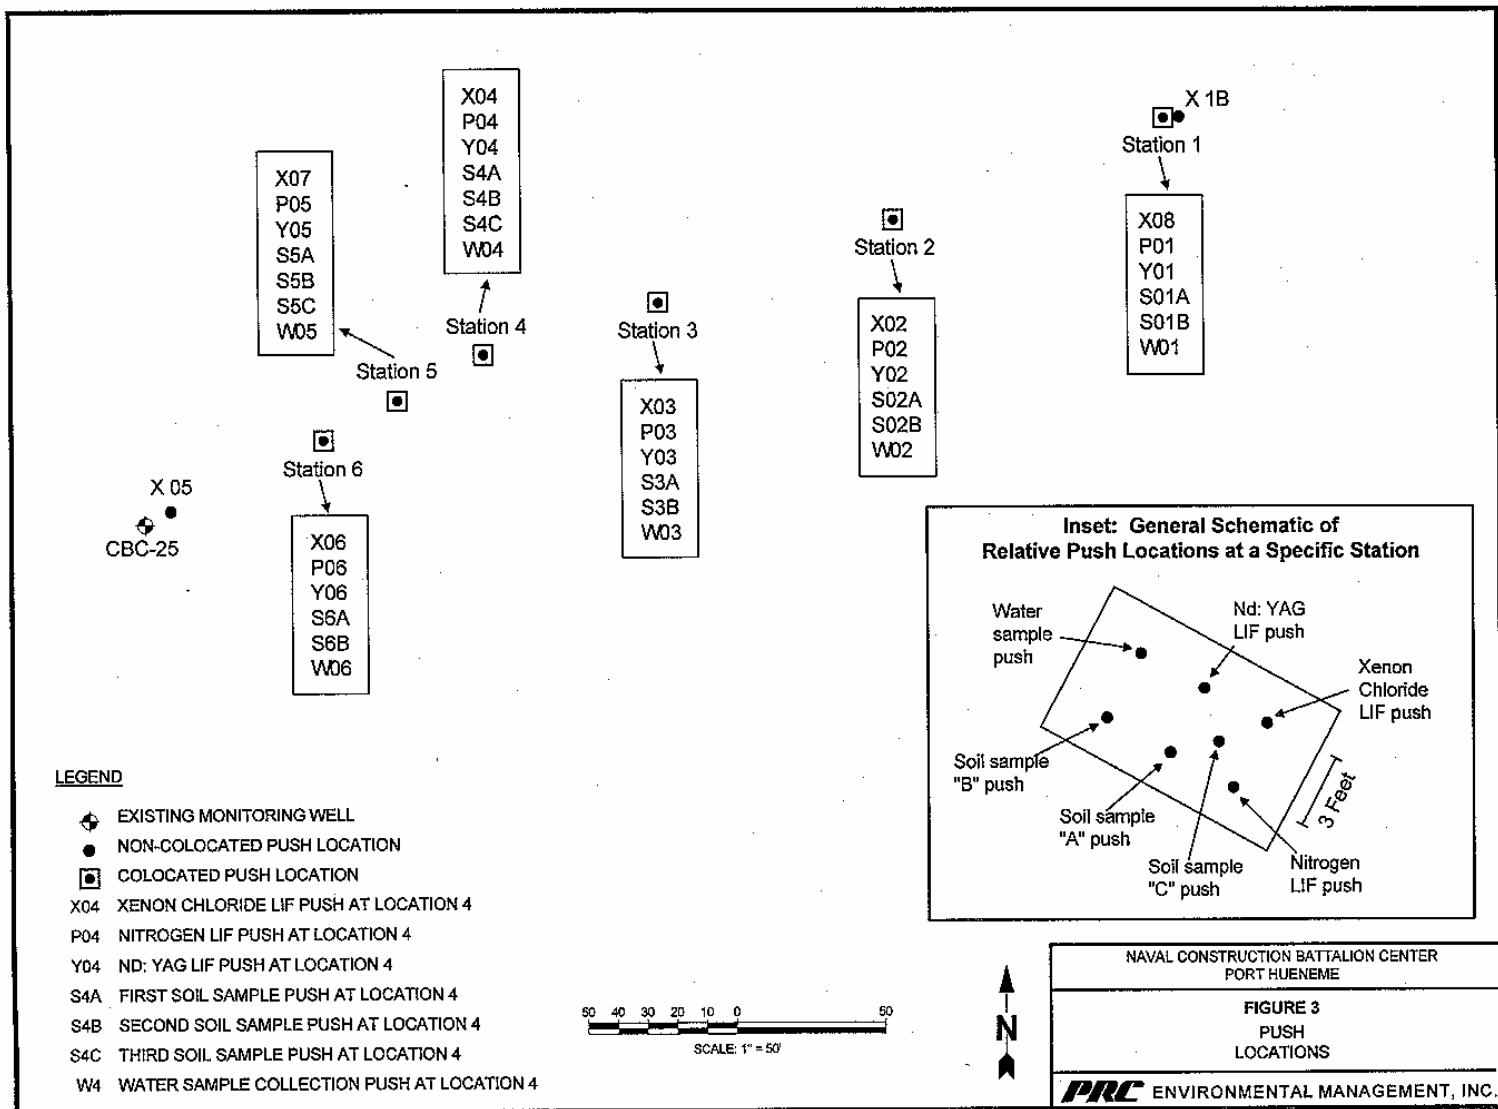 X04
P04
Y04
S4A
S4B
S4C
W04
Station 4
X07
P05
Y05
S5A
S5B
S5C
W05
Station 5
Station 6
X06
P06
Y06
S6A
S6B
W06
X 05
CBC-25
Station 3
X03
P03
Y03
S3A
S3B
W03
Station 2
X02
P02
Y02
S02A
S02B
W02
X 1B
Station 1
X08
P01
Y01
S01A
S01B
W01
Inset: General Schematic of
Relative Push Locations at a Specific Station
Water
sample
push
Nd: YAG
LIF push
Xenon
Chloride
LIF push
Soil sample
"B" push
Soil sample
"A" push
Soil sample
"C" push
Nitrogen
LIF push
3 Feet
LEGEND
EXISTING MONITORING WELL
NON-COLOCATED PUSH LOCATION
COLOCATED PUSH LOCATION
X04 XENON CHLORIDE LIF PUSH AT LOCATION 4
P04 NITROGEN LIF PUSH AT LOCATION 4
Y04 ND: YAG LIF PUSH AT LOCATION 4
S4A FIRST SOIL SAMPLE PUSH AT LOCATION 4
S4B SECOND SOIL SAMPLE PUSH AT LOCATION 4
S4C THIRD SOIL SAMPLE PUSH AT LOCATION 4
W4 WATER SAMPLE COLLECTION PUSH AT LOCATION 4
50 40 30 20 10 0 50
SCALE: 1" = 50'
N
NAVAL CONSTRUCTION BATTALION CENTER
PORT HUENEME
FIGURE 3
PUSH
LOCATIONS
PRC ENVIRONMENTAL MANAGEMENT, INC.